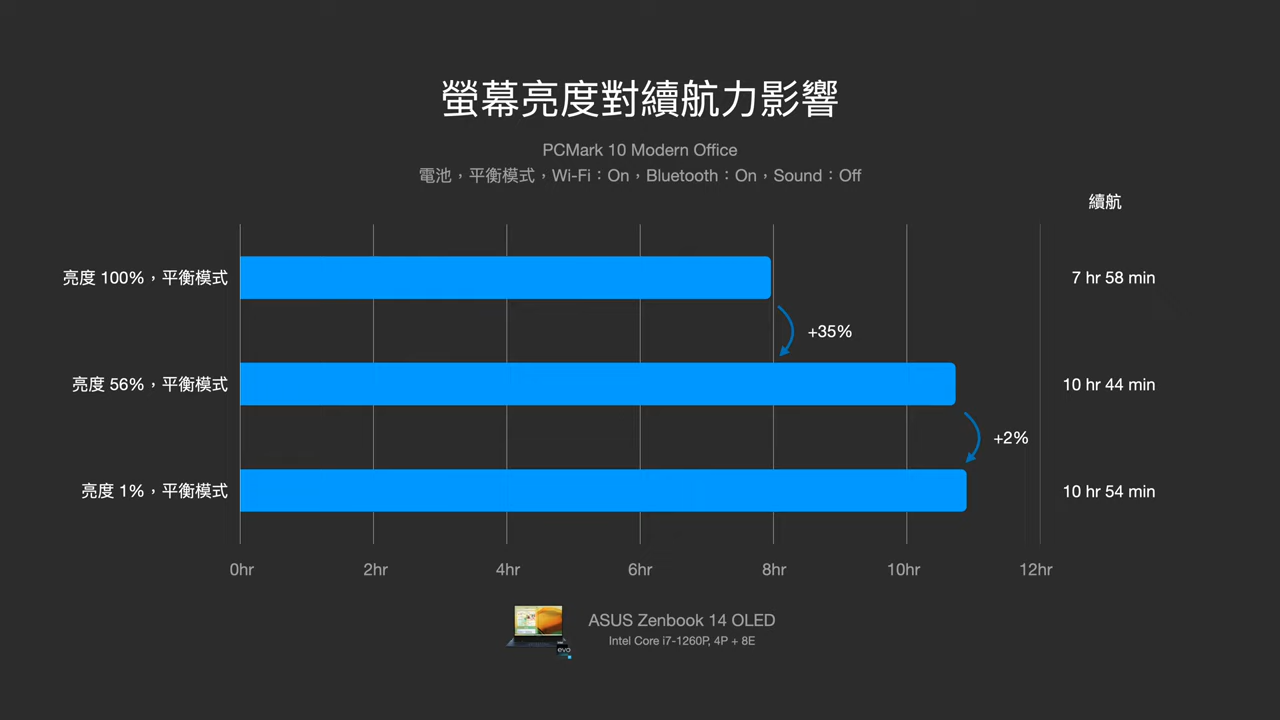 螢幕亮度對續航力影響
PCMark 10 Modern Office
電池，平衡模式，Wi-Fi：On，Bluetooth：On，Sound：Off
續航
亮度 100%，平衡模式
7 hr 58 min
+35%
亮度 56%，平衡模式
10 hr 44 min
+2%
亮度 1%，平衡模式
10 hr 54 min
0hr 2hr 4hr 6hr 8hr 10hr 12hr
ASUS Zenbook 14 OLED
Intel Core i7-1260P, 4P + 8E
evo